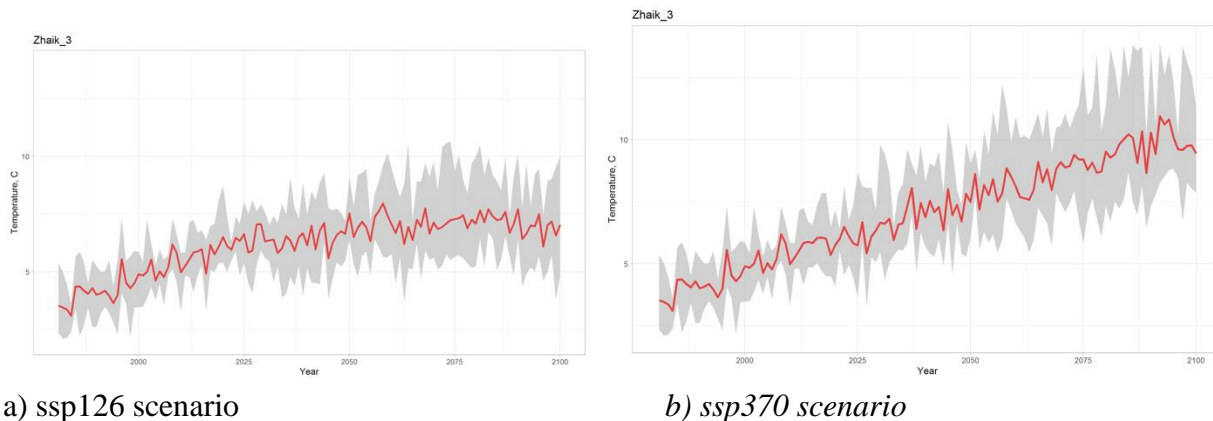 Zhaik_3
Temperature, C
10
5
2000
2025
2050
2075
2100
Year
a) ssp126 scenario
Zhaik_3
Temperature, C
10
5
2000
2025
2050
2075
2100
Year
b) ssp370 scenario